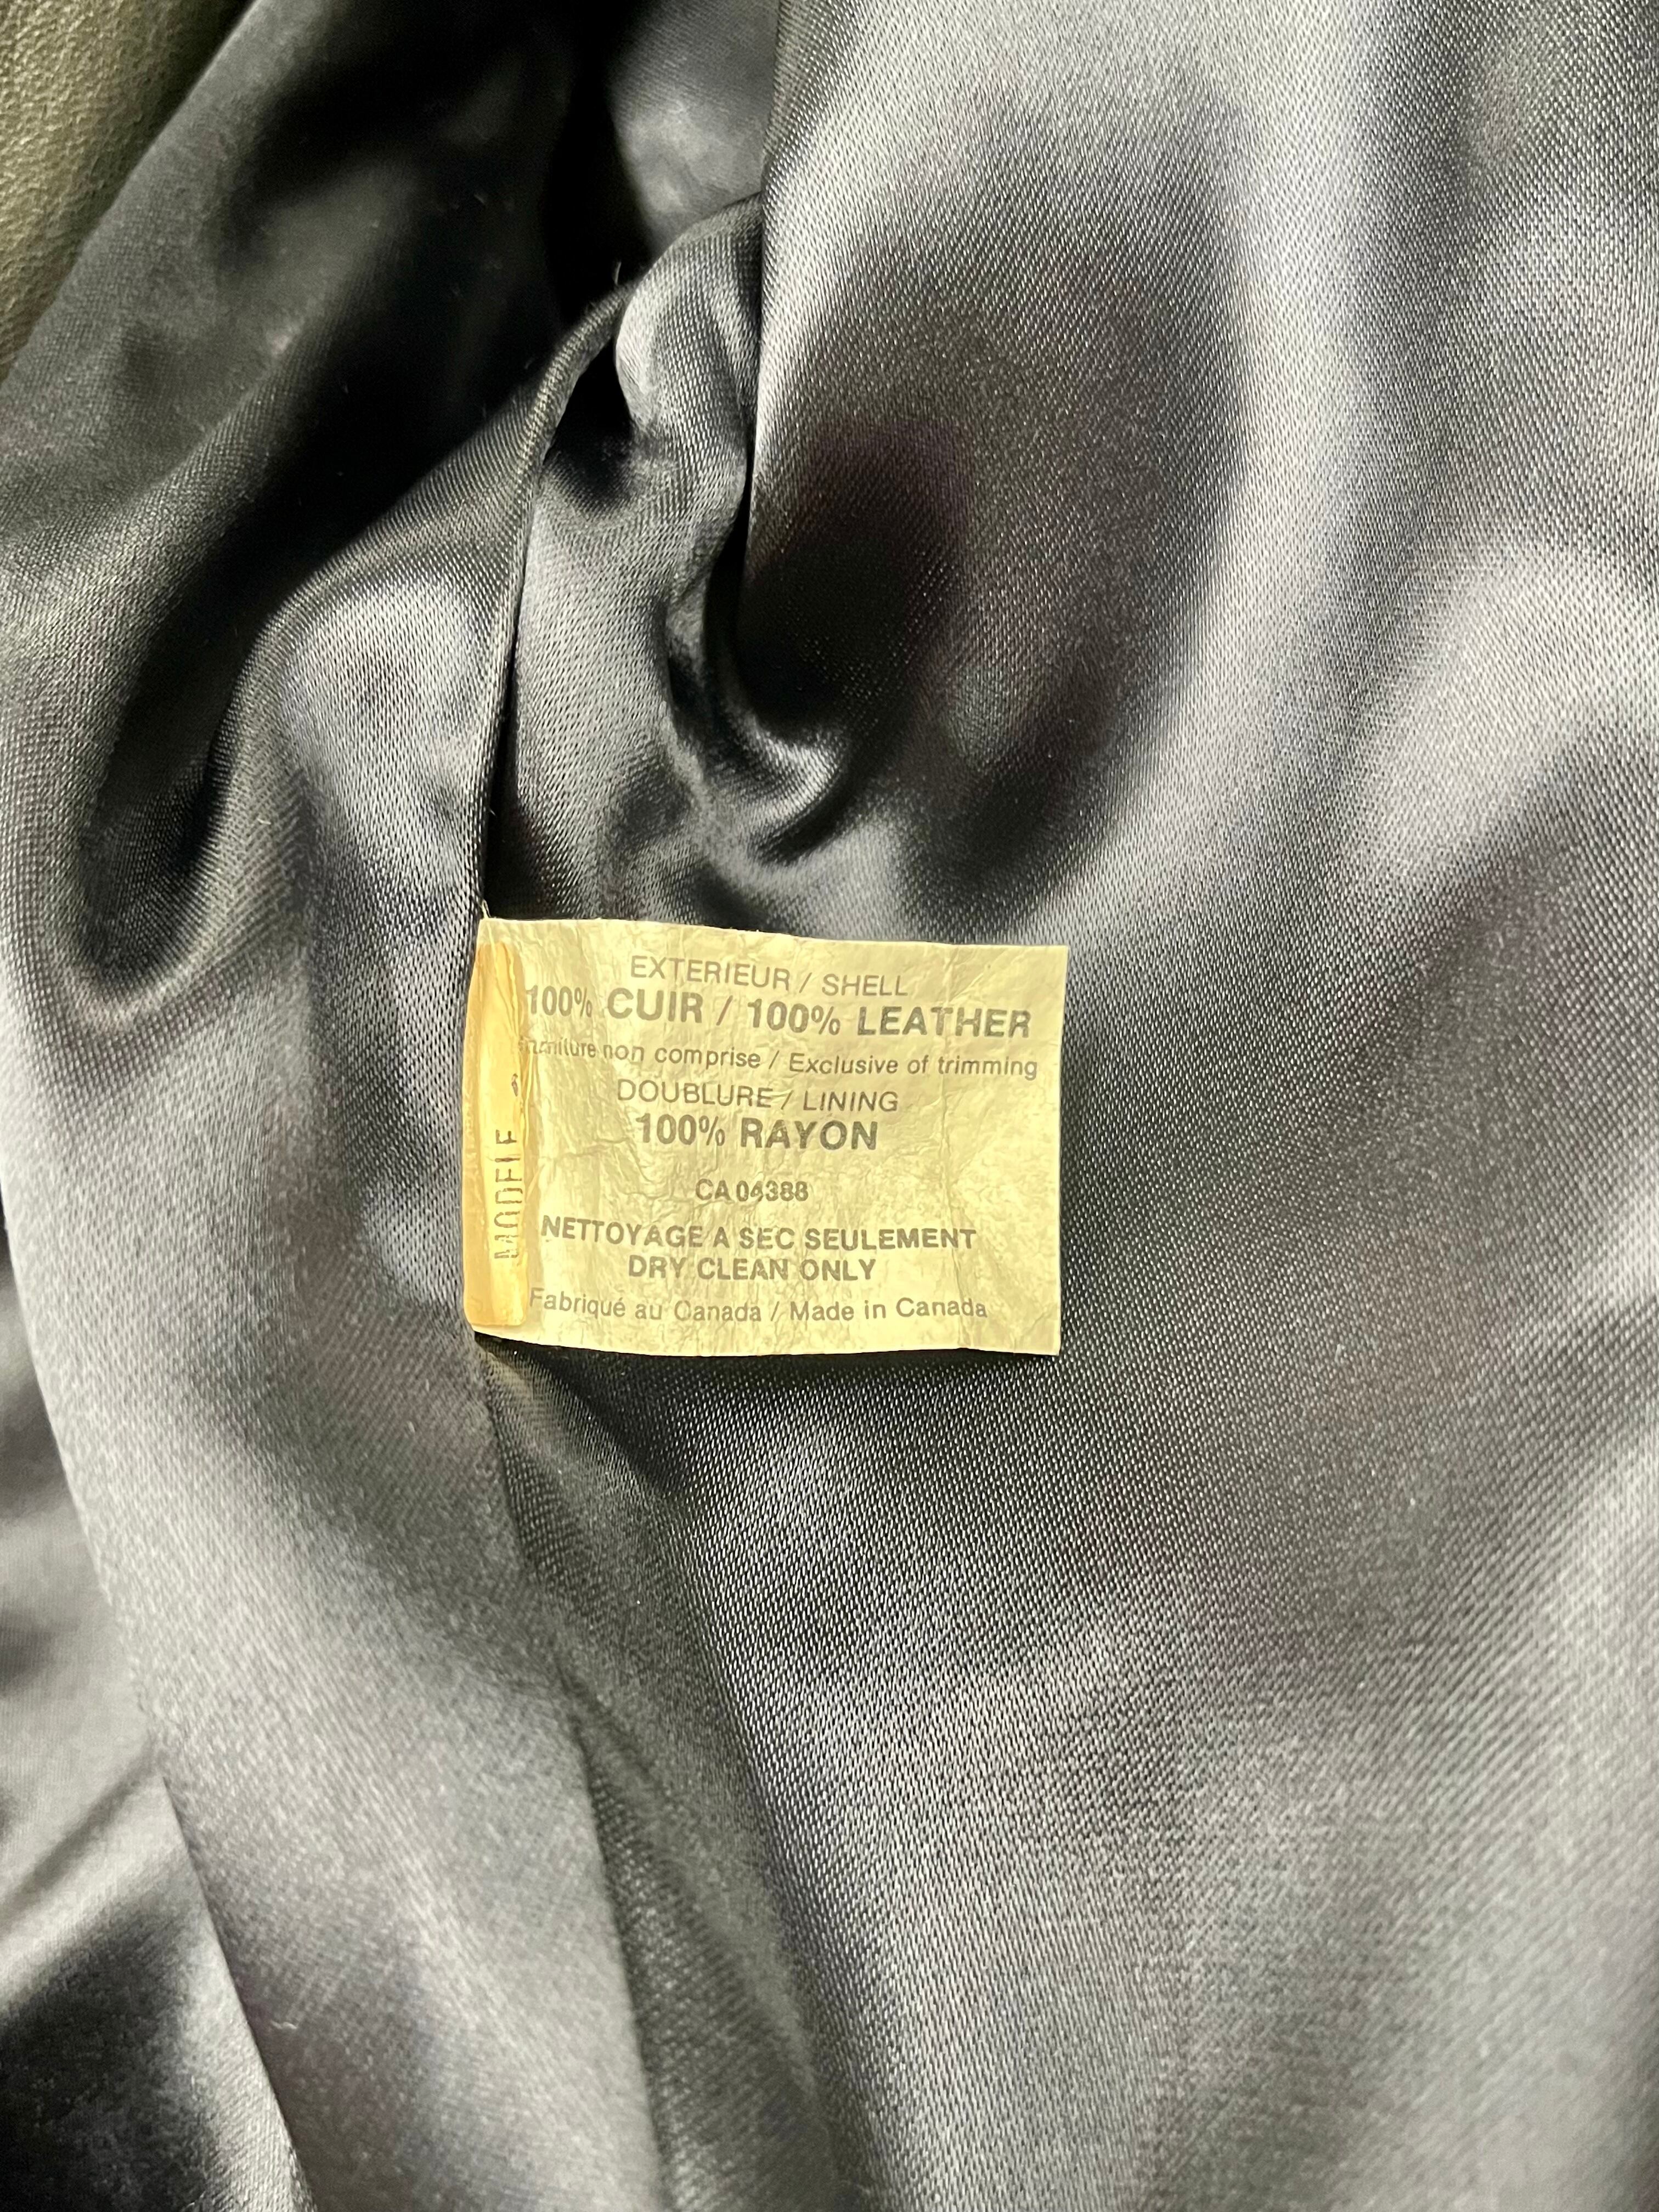 EXTERIEUR / SHELL
100% CUIR / 100% LEATHER
non comprise / Exclusive of trimming
DOUBLURE / LINING
100% RAYON
CA 04388
NETTOYAGE A SEC SEULEMENT
DRY CLEAN ONLY
Fabriqué au Canada / Made in Canada
MODELE